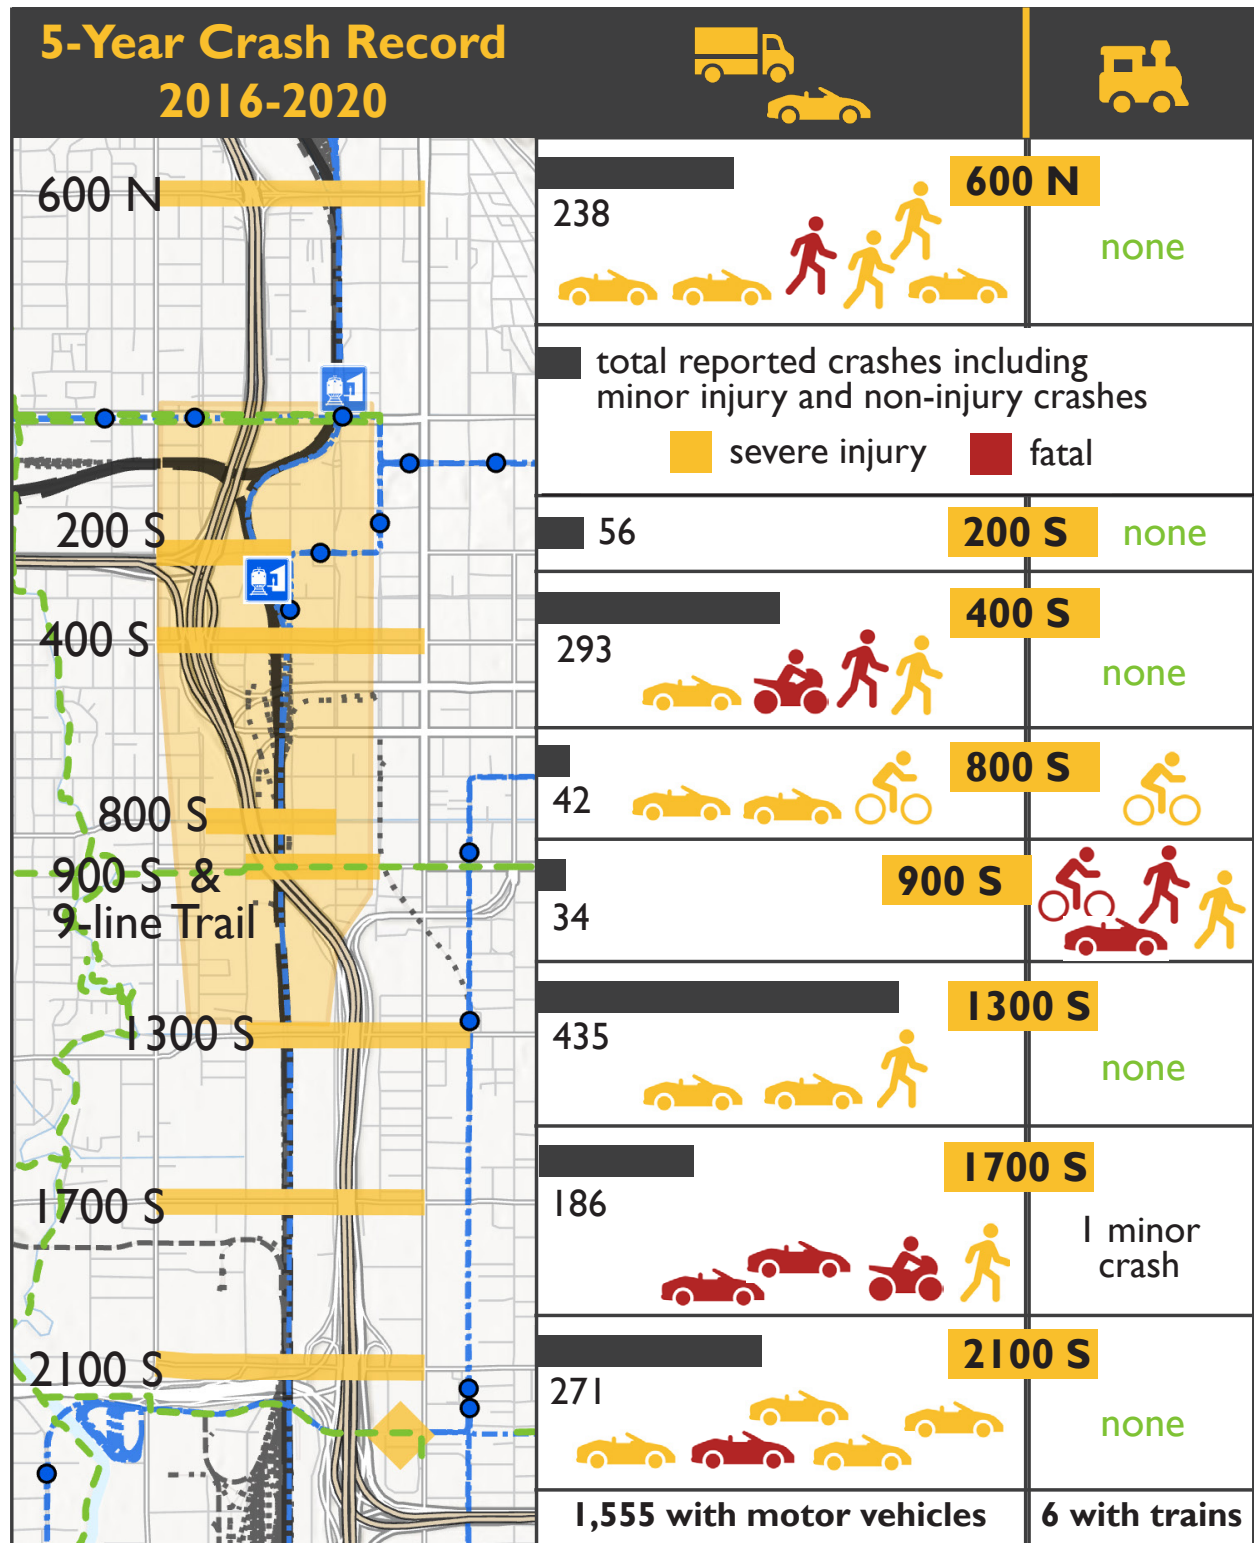 5-Year Crash Record
2016-2020
600 N
200 S
400 S
800 S
900 S &
9-line Trail
1300 S
1700 S
2100 S
600 N
238
none
total reported crashes including
minor injury and non-injury crashes
severe injury
fatal
56
200 S
none
400 S
293
none
800 S
42
900 S
34
1300 S
435
none
1700 S
186
1 minor
crash
2100 S
271
none
1,555 with motor vehicles
6 with trains